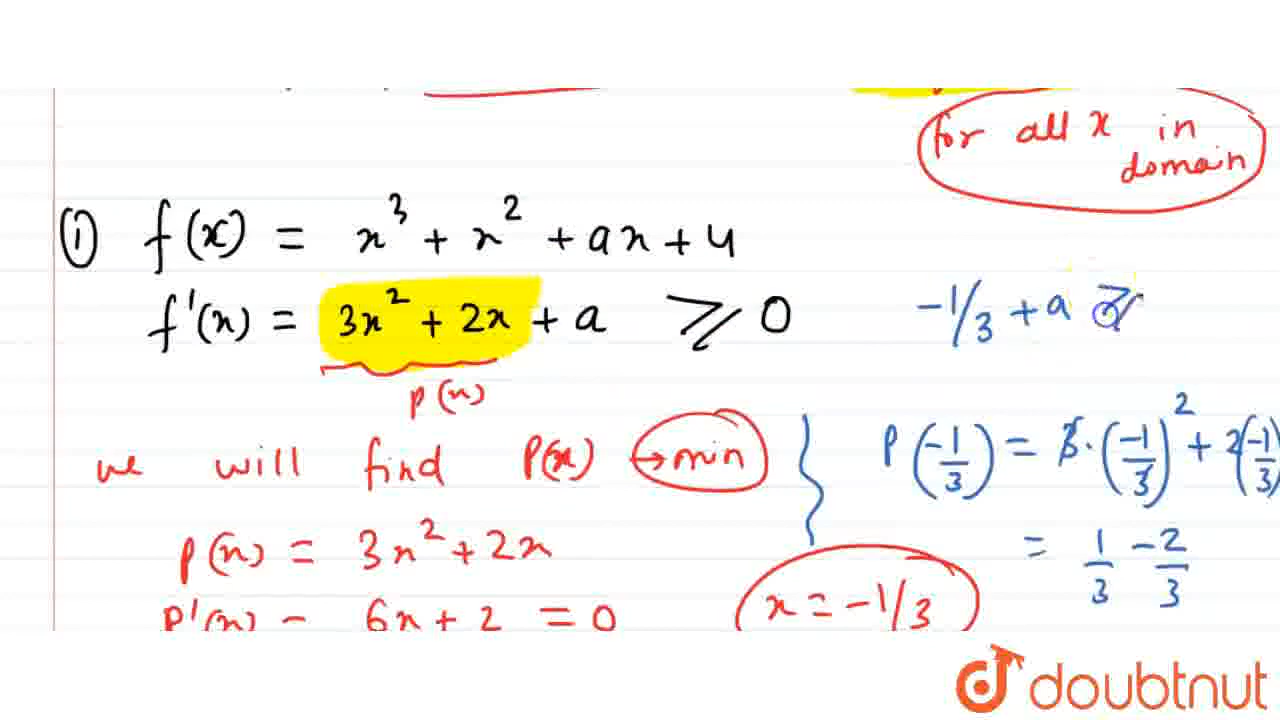 for all x in
domain
① f(x) = x³ + x² + ax + 4
f'(x) = 3x² + 2x + a ⩾ 0
-1/3 + a ⩾
p(x)
we will find P(x) → min
P(-1/3) = 3·(-1/3)² + 2(-1/3)
p(x) = 3x² + 2x
= 1/3 - 2/3
P'(x) = 6x + 2 = 0
x = -1/3
doubtnut